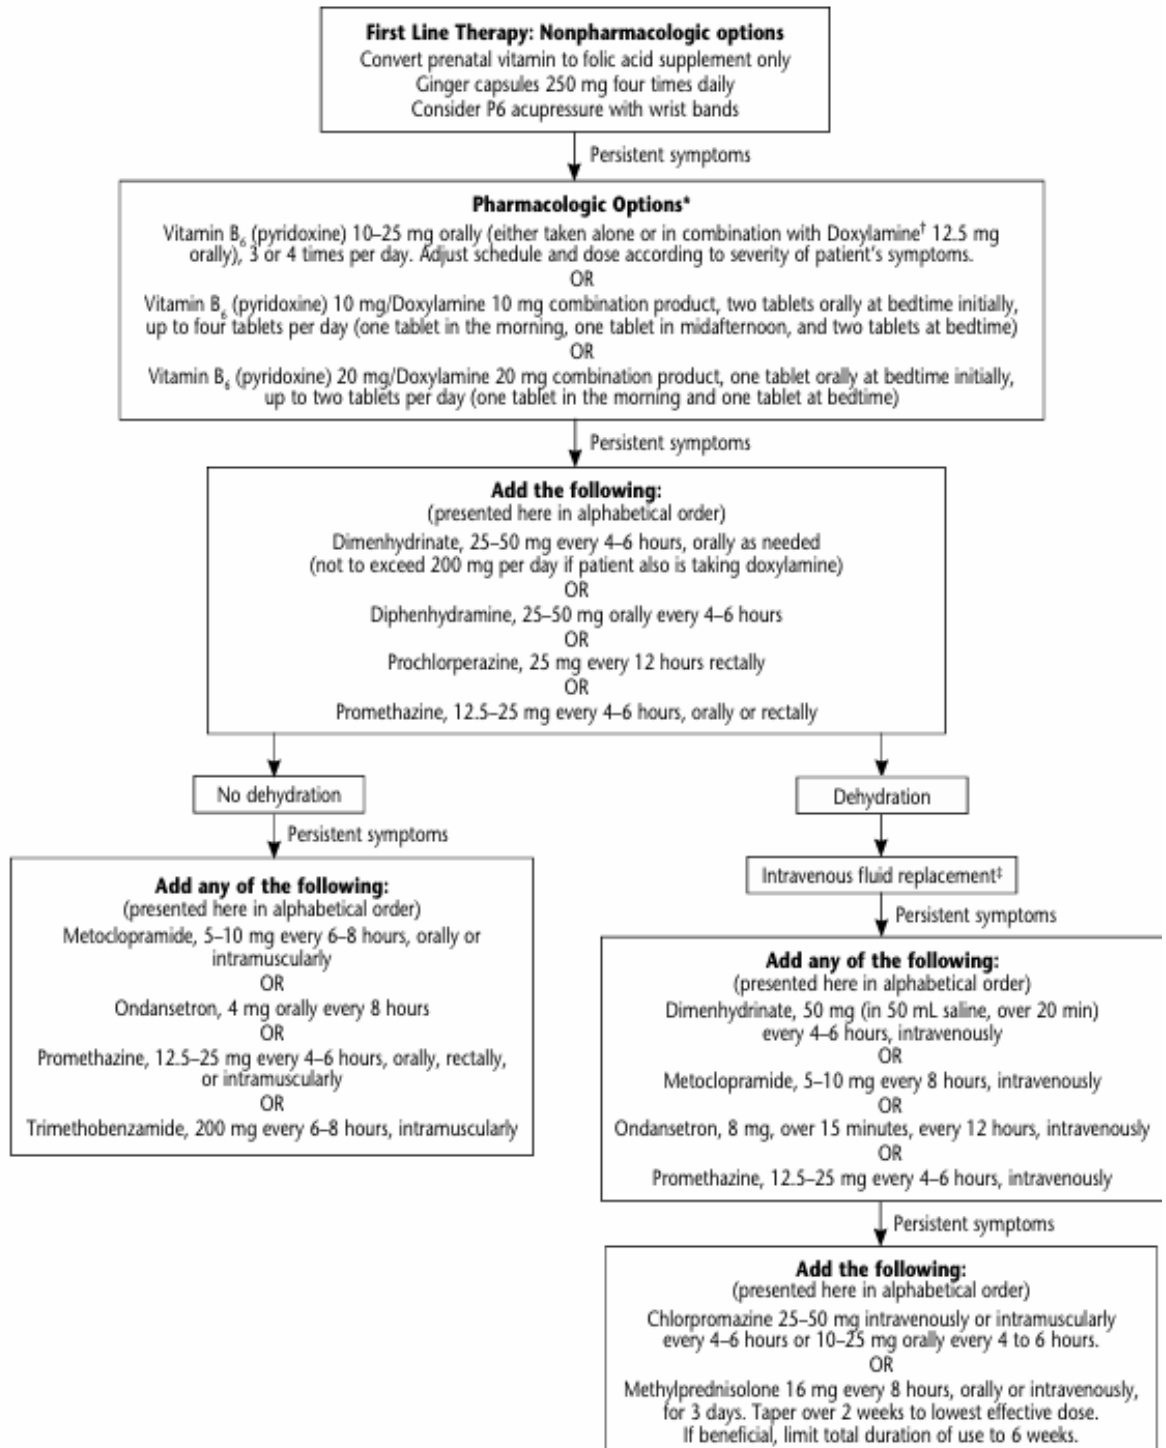 First Line Therapy: Nonpharmacologic options
Convert prenatal vitamin to folic acid supplement only
Ginger capsules 250 mg four times daily
Consider P6 acupressure with wrist bands
Persistent symptoms
Pharmacologic Options*
Vitamin B₆ (pyridoxine) 10–25 mg orally (either taken alone or in combination with Doxylamine† 12.5 mg
orally), 3 or 4 times per day. Adjust schedule and dose according to severity of patient's symptoms.
OR
Vitamin B₆ (pyridoxine) 10 mg/Doxylamine 10 mg combination product, two tablets orally at bedtime initially,
up to four tablets per day (one tablet in the morning, one tablet in midafternoon, and two tablets at bedtime)
OR
Vitamin B₆ (pyridoxine) 20 mg/Doxylamine 20 mg combination product, one tablet orally at bedtime initially,
up to two tablets per day (one tablet in the morning and one tablet at bedtime)
Persistent symptoms
Add the following:
(presented here in alphabetical order)
Dimenhydrinate, 25–50 mg every 4–6 hours, orally as needed
(not to exceed 200 mg per day if patient also is taking doxylamine)
OR
Diphenhydramine, 25–50 mg orally every 4–6 hours
OR
Prochlorperazine, 25 mg every 12 hours rectally
OR
Promethazine, 12.5–25 mg every 4–6 hours, orally or rectally
No dehydration
Persistent symptoms
Add any of the following:
(presented here in alphabetical order)
Metoclopramide, 5–10 mg every 6–8 hours, orally or
intramuscularly
OR
Ondansetron, 4 mg orally every 8 hours
OR
Promethazine, 12.5–25 mg every 4–6 hours, orally, rectally,
or intramuscularly
OR
Trimethobenzamide, 200 mg every 6–8 hours, intramuscularly
Dehydration
Intravenous fluid replacement‡
Persistent symptoms
Add any of the following:
(presented here in alphabetical order)
Dimenhydrinate, 50 mg (in 50 mL saline, over 20 min)
every 4–6 hours, intravenously
OR
Metoclopramide, 5–10 mg every 8 hours, intravenously
OR
Ondansetron, 8 mg, over 15 minutes, every 12 hours, intravenously
OR
Promethazine, 12.5–25 mg every 4–6 hours, intravenously
Persistent symptoms
Add the following:
(presented here in alphabetical order)
Chlorpromazine 25–50 mg intravenously or intramuscularly
every 4–6 hours or 10–25 mg orally every 4 to 6 hours.
OR
Methylprednisolone 16 mg every 8 hours, orally or intravenously,
for 3 days. Taper over 2 weeks to lowest effective dose.
If beneficial, limit total duration of use to 6 weeks.